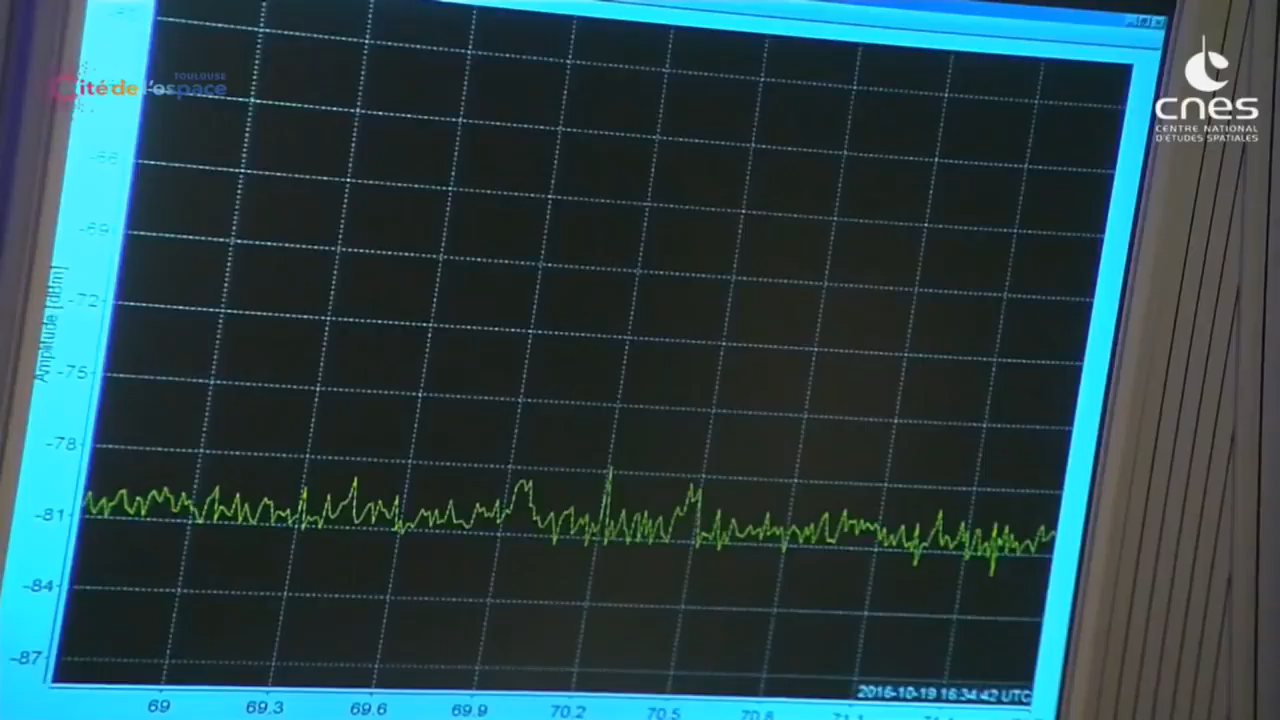 TOULOUSE
Cité de l'espace
cnes
CENTRE NATIONAL
D'ÉTUDES SPATIALES
-66
-69
-72
Amplitude [dBm]
-75
-78
-81
-84
-87
2016-10-19 16:34:42 UTC
69 69.3 69.6 69.9 70.2 70.5 70.8 71.1